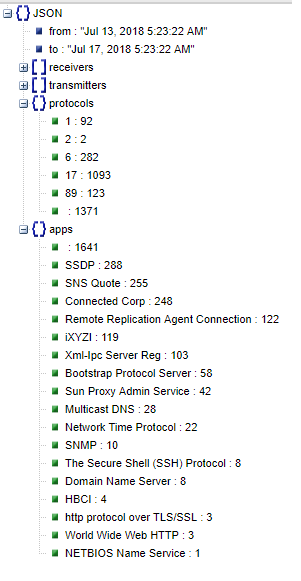 JSON
from : "Jul 13, 2018 5:23:22 AM"
to : "Jul 17, 2018 5:23:22 AM"
receivers
transmitters
protocols
1 : 92
2 : 2
6 : 282
17 : 1093
89 : 123
: 1371
apps
: 1641
SSDP : 288
SNS Quote : 255
Connected Corp : 248
Remote Replication Agent Connection : 122
iXYZI : 119
Xml-Ipc Server Reg : 103
Bootstrap Protocol Server : 58
Sun Proxy Admin Service : 42
Multicast DNS : 28
Network Time Protocol : 22
SNMP : 10
The Secure Shell (SSH) Protocol : 8
Domain Name Server : 8
HBCI : 4
http protocol over TLS/SSL : 3
World Wide Web HTTP : 3
NETBIOS Name Service : 1